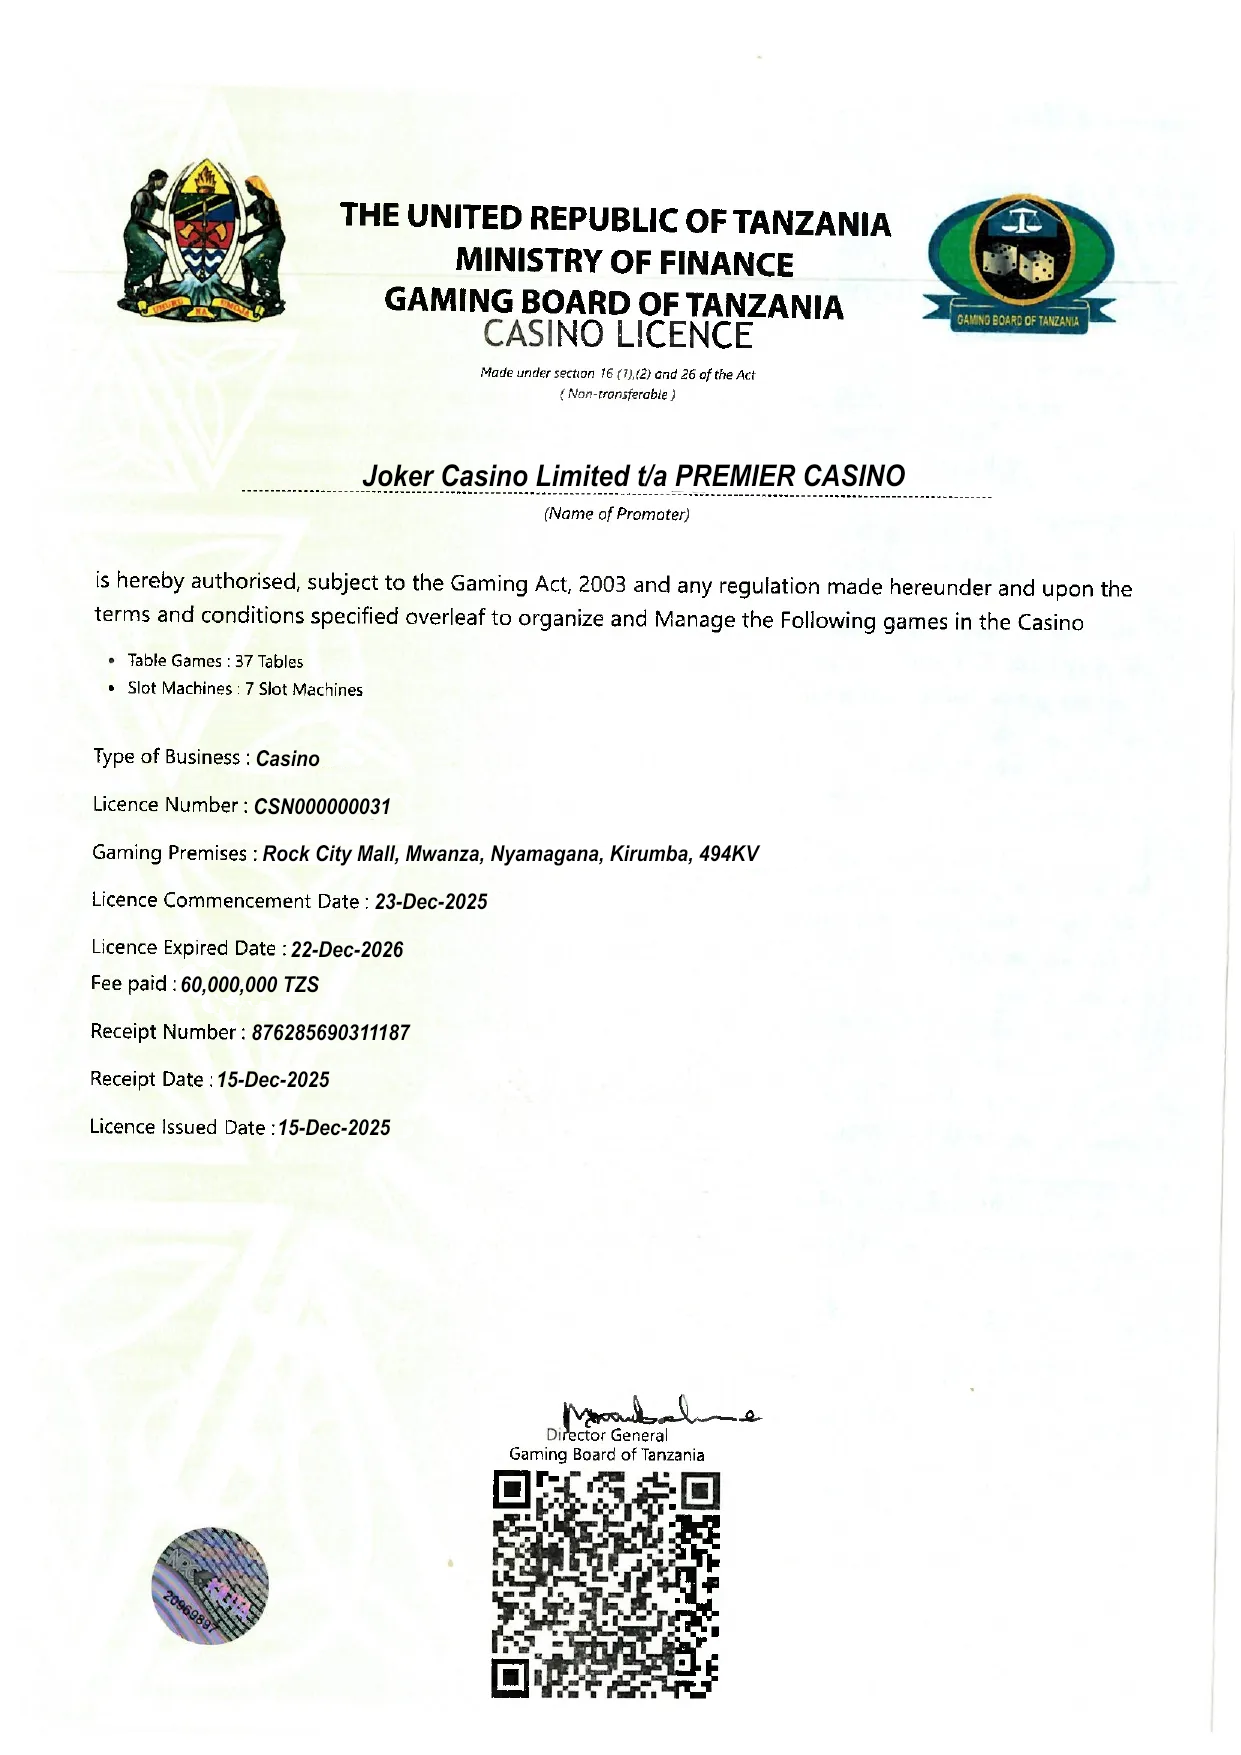 THE UNITED REPUBLIC OF TANZANIA
MINISTRY OF FINANCE
GAMING BOARD OF TANZANIA
CASINO LICENCE
Made under section 16 (1),(2) and 26 of the Act
( Non-transferable )
UHURU NA UMOJA
GAMING BOARD OF TANZANIA
Joker Casino Limited t/a PREMIER CASINO
(Name of Promoter)
is hereby authorised, subject to the Gaming Act, 2003 and any regulation made hereunder and upon the
terms and conditions specified overleaf to organize and Manage the Following games in the Casino
• Table Games : 37 Tables
• Slot Machines : 7 Slot Machines
Type of Business : Casino
Licence Number : CSN000000031
Gaming Premises : Rock City Mall, Mwanza, Nyamagana, Kirumba, 494KV
Licence Commencement Date : 23-Dec-2025
Licence Expired Date : 22-Dec-2026
Fee paid : 60,000,000 TZS
Receipt Number : 876285690311187
Receipt Date : 15-Dec-2025
Licence Issued Date : 15-Dec-2025
Director General
Gaming Board of Tanzania
20969897